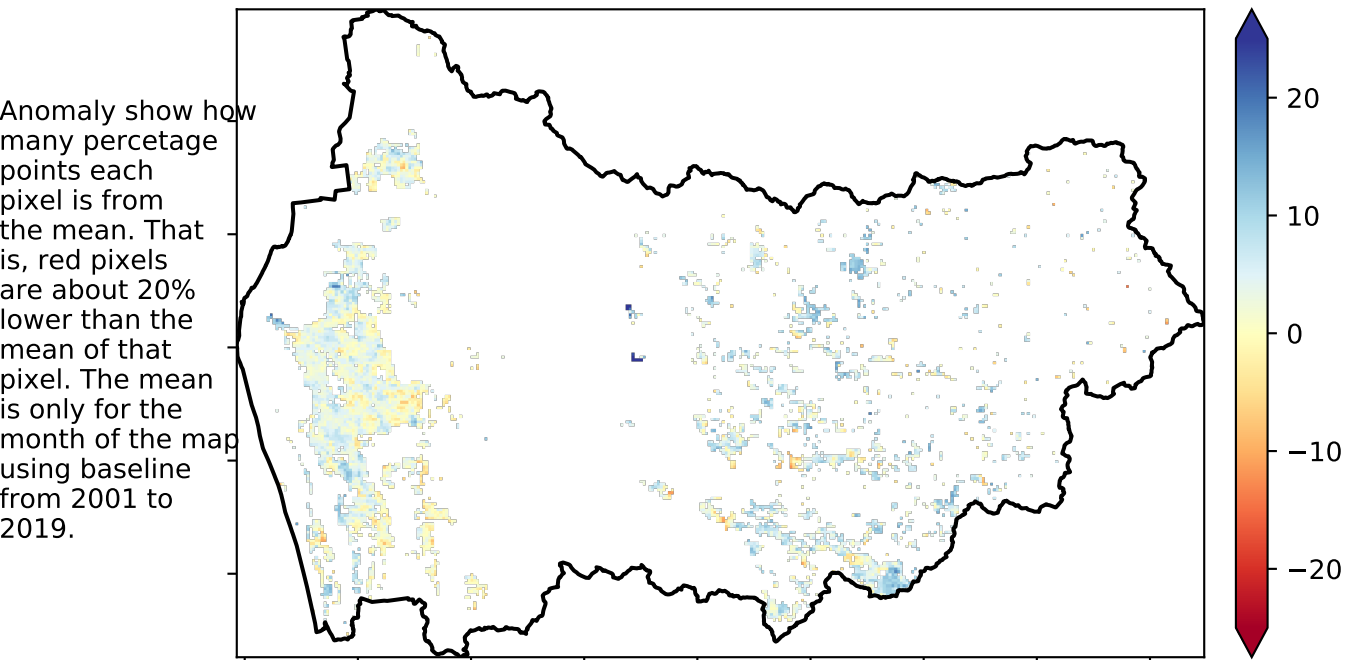 Anomaly show how
many percetage
points each
pixel is from
the mean. That
is, red pixels
are about 20%
lower than the
mean of that
pixel. The mean
is only for the
month of the map
using baseline
from 2001 to
2019.
20
10
0
−10
−20